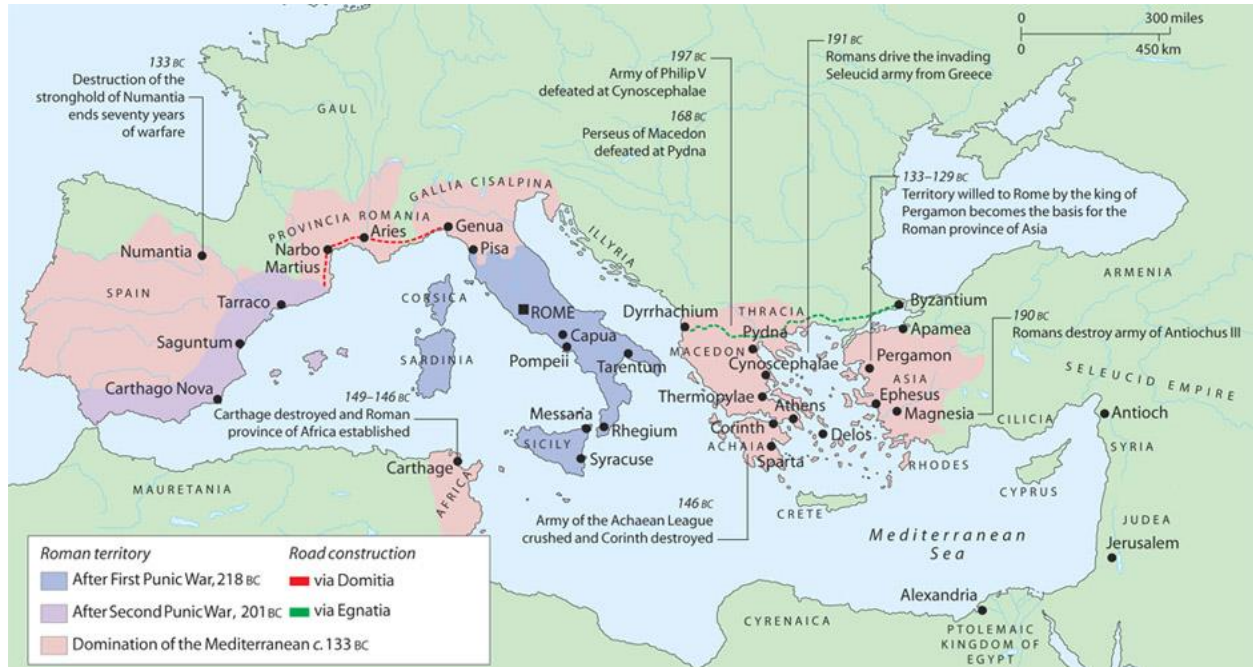 0 300 miles
0 450 km
133 BC
Destruction of the
stronghold of Numantia
ends seventy years
of warfare
197 BC
Army of Philip V
defeated at Cynoscephalae
168 BC
Perseus of Macedon
defeated at Pydna
191 BC
Romans drive the invading
Seleucid army from Greece
133–129 BC
Territory willed to Rome by the king of
Pergamon becomes the basis for the
Roman province of Asia
190 BC
Romans destroy army of Antiochus III
149–146 BC
Carthage destroyed and Roman
province of Africa established
146 BC
Army of the Achaean League
crushed and Corinth destroyed
GAUL
GALLIA CISALPINA
PROVINCIA ROMANIA
Aries
Genua
Narbo
Martius
Pisa
ILLYRIA
Numantia
SPAIN
Tarraco
Saguntum
Carthago Nova
CORSICA
SARDINIA
ROME
Capua
Pompeii
Tarentum
Messana
Rhegium
SICILY
Syracuse
Carthage
AFRICA
MAURETANIA
Dyrrhachium
THRACIA
Pydna
MACEDON
Cynoscephalae
Thermopylae
Athens
Corinth
ACHAIA
Sparta
Delos
Byzantium
Apamea
Pergamon
ASIA
Ephesus
Magnesia
ARMENIA
SELEUCID EMPIRE
CILICIA
Antioch
SYRIA
RHODES
CYPRUS
CRETE
Mediterranean
Sea
JUDEA
Jerusalem
Alexandria
CYRENAICA
PTOLEMAIC
KINGDOM OF
EGYPT
Roman territory
After First Punic War, 218 BC
After Second Punic War, 201 BC
Domination of the Mediterranean c. 133 BC
Road construction
via Domitia
via Egnatia